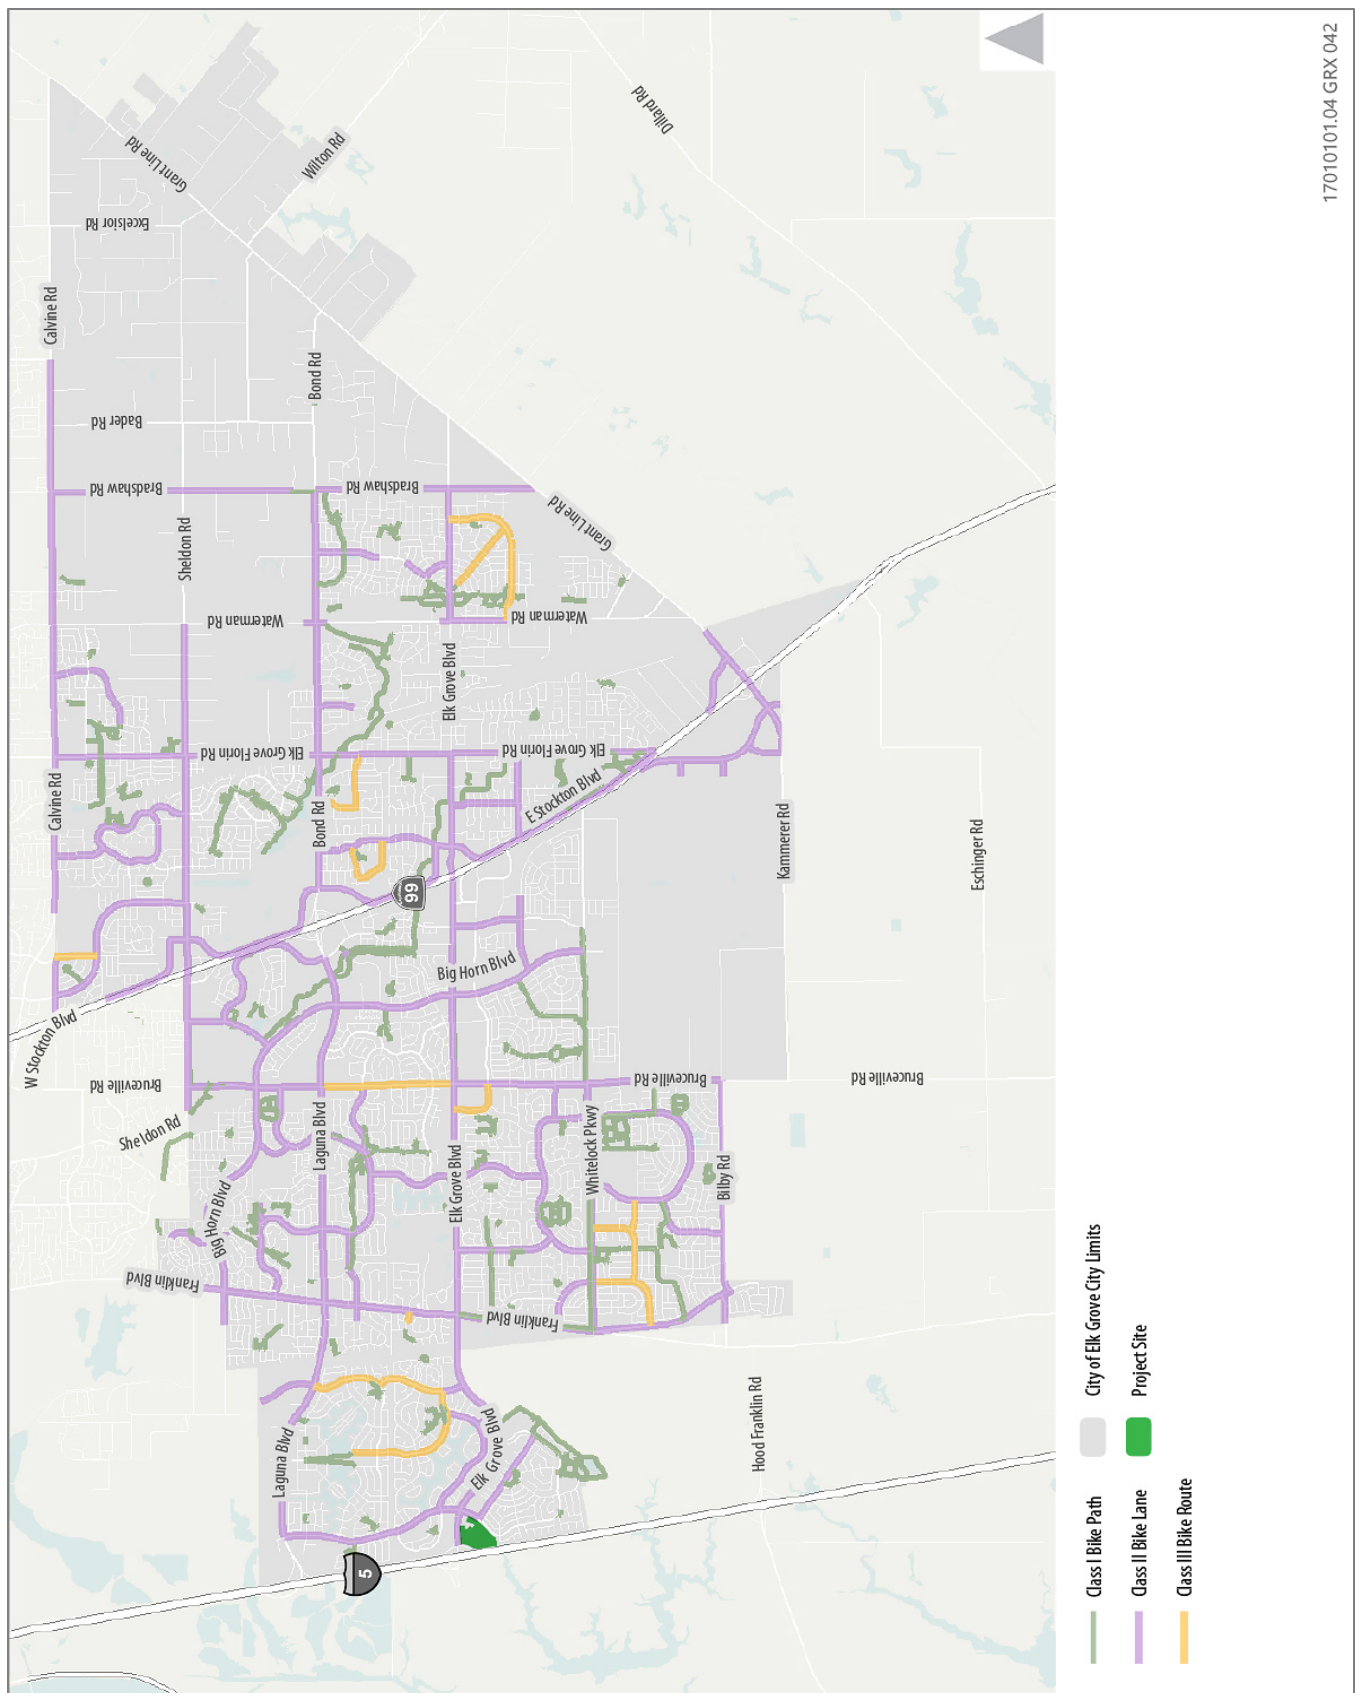 Calvine Rd
Grant Line Rd
Excelsior Rd
Wilton Rd
Dillard Rd
Bond Rd
Bader Rd
Bradshaw Rd
Bradshaw Rd
Sheldon Rd
Grant Line Rd
Waterman Rd
Waterman Rd
Elk Grove Blvd
Elk Grove Florin Rd
Elk Grove Florin Rd
Calvine Rd
Bond Rd
E Stockton Blvd
Kammerer Rd
Eschinger Rd
99
Big Horn Blvd
W Stockton Blvd
Bruceville Rd
Bruceville Rd
Bruceville Rd
Sheldon Rd
Laguna Blvd
Elk Grove Blvd
Whitelock Pkwy
Bilby Rd
Big Horn Blvd
Franklin Blvd
Franklin Blvd
Laguna Blvd
Elk Grove Blvd
Hood Franklin Rd
5
Class I Bike Path
Class II Bike Lane
Class III Bike Route
City of Elk Grove City Limits
Project Site
17010101.04 GRX 042